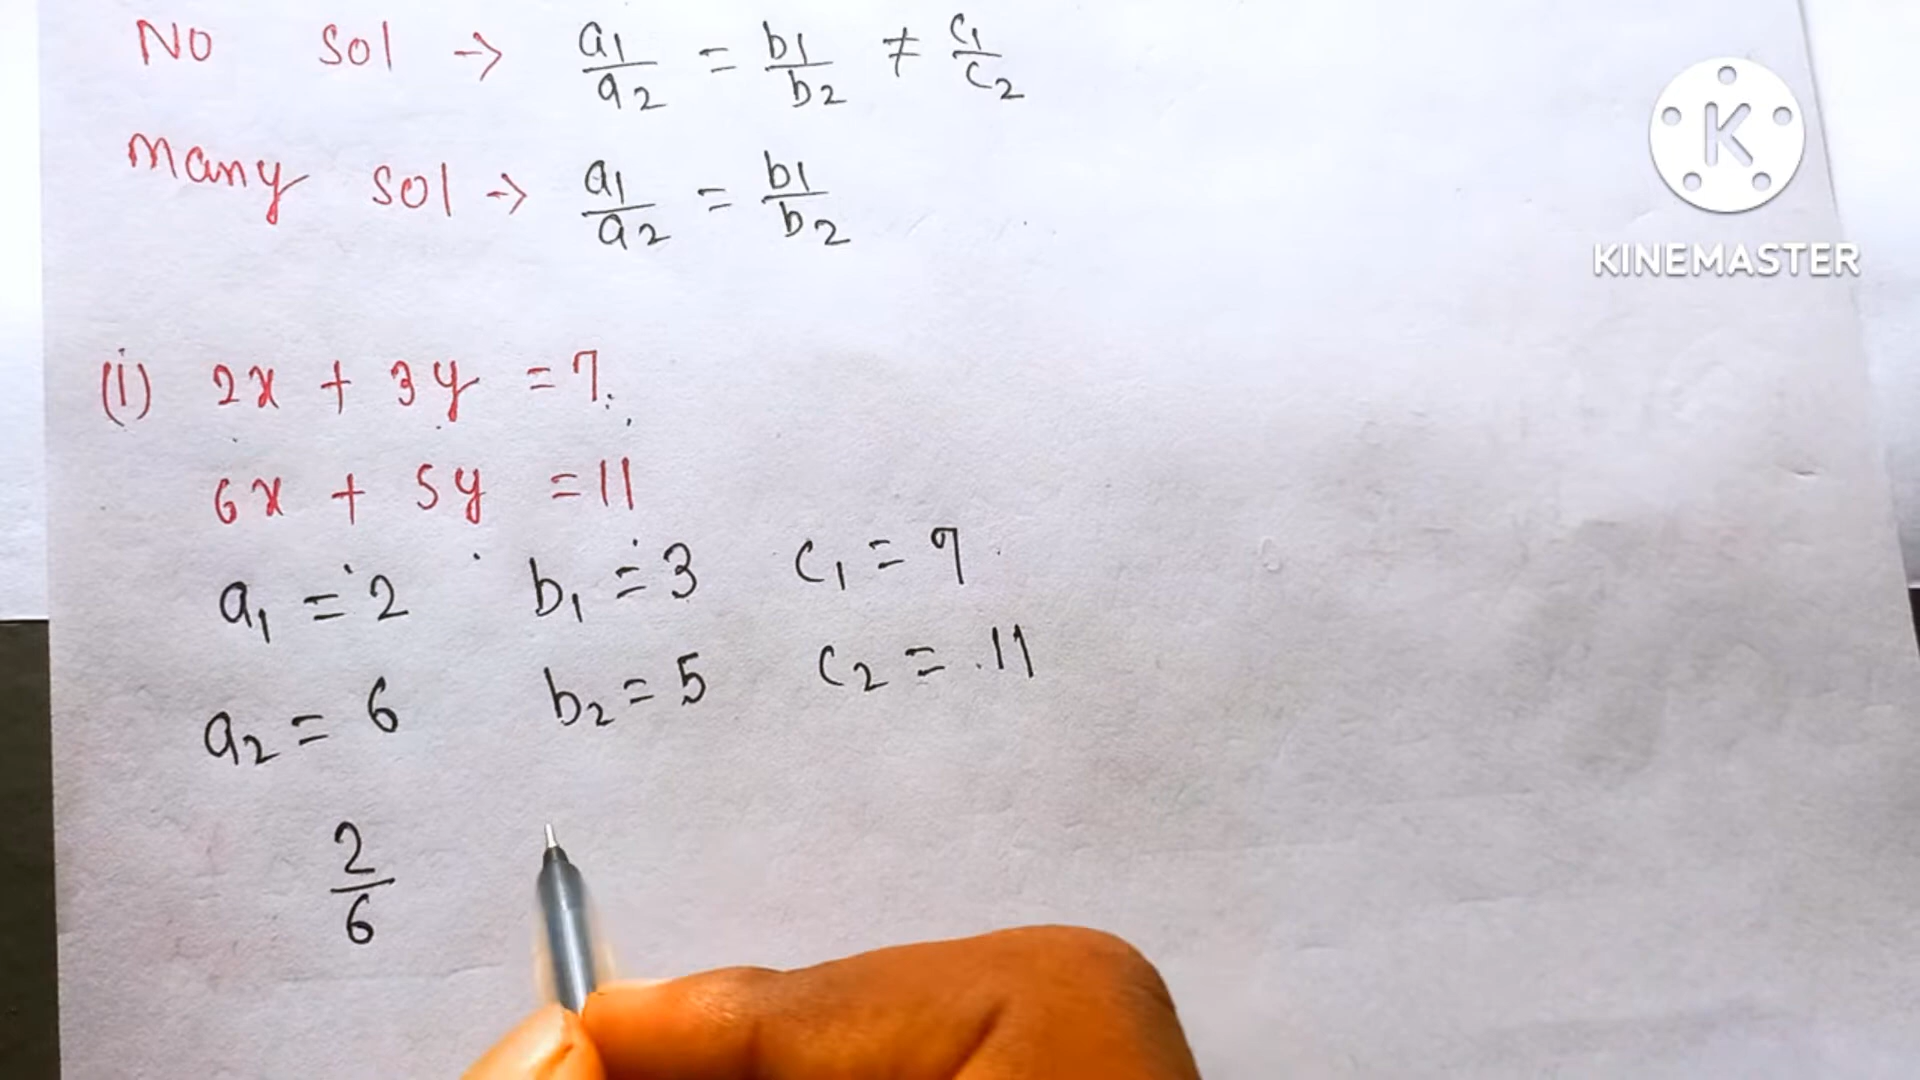 No Sol → a1/a2 = b1/b2 ≠ c1/c2
Many Sol → a1/a2 = b1/b2
K
KINEMASTER
(i) 2x + 3y = 7
6x + 5y = 11
a1 = 2 b1 = 3 c1 = 7
a2 = 6 b2 = 5 c2 = 11
2/6